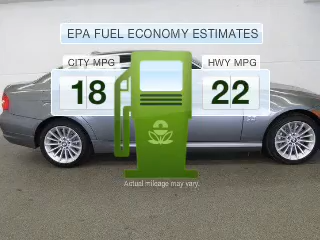 EPA FUEL ECONOMY ESTIMATES
CITY MPG
HWY MPG
18
22
Actual mileage may vary.